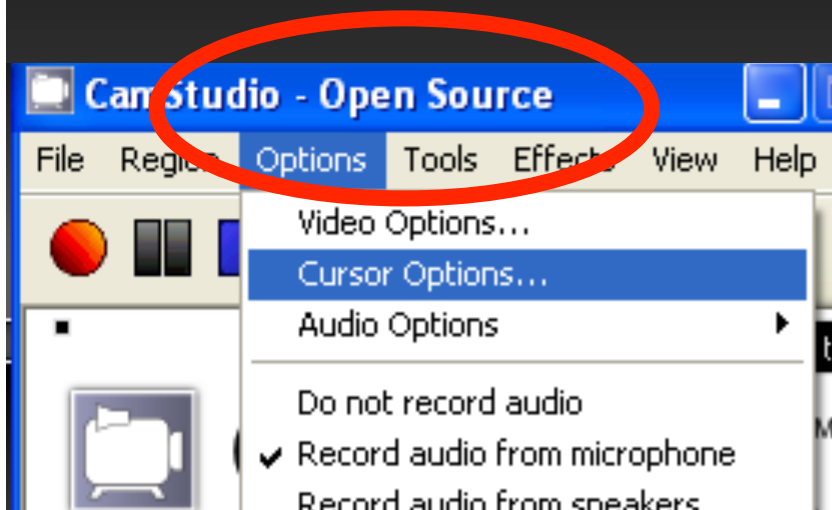 CamStudio - Open Source
File Region Options Tools Effects View Help
Video Options...
Cursor Options...
Audio Options
Do not record audio
Record audio from microphone
Record audio from speakers